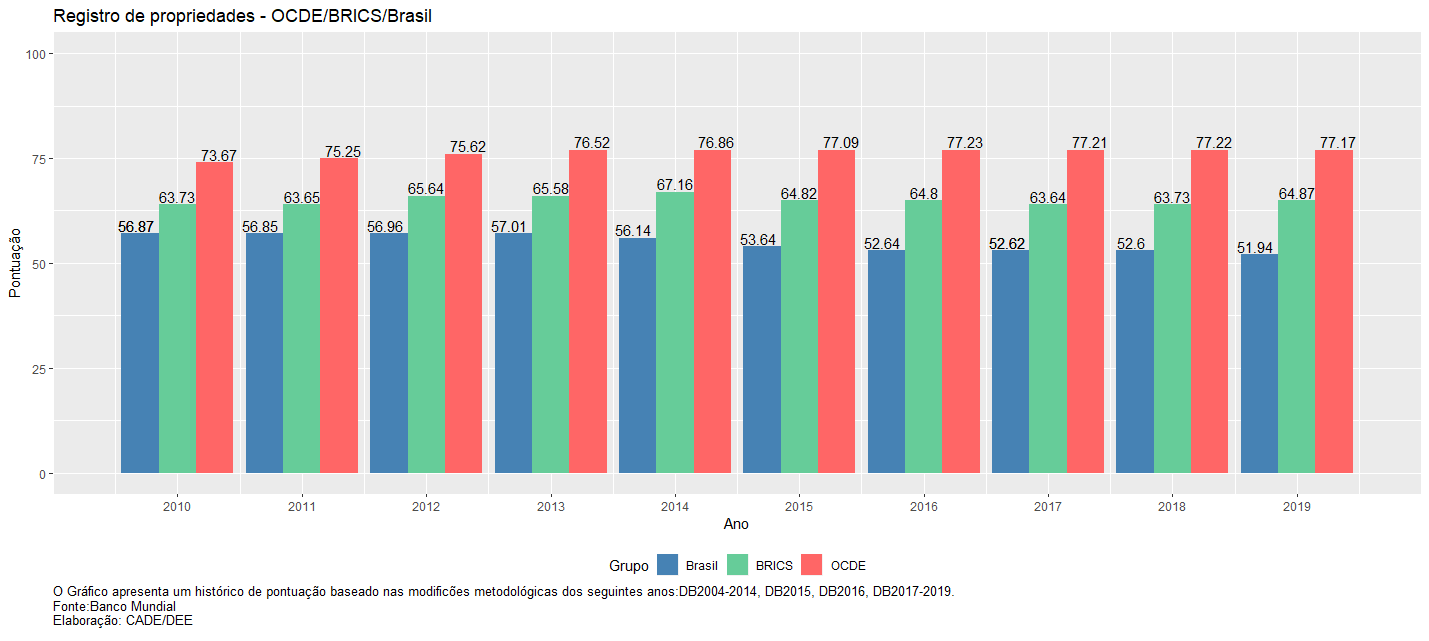 Registro de propriedades - OCDE/BRICS/Brasil
100
75
50
25
0
Pontuação
56.87 63.73 73.67
56.85 63.65 75.25
56.96 65.64 75.62
57.01 65.58 76.52
56.14 67.16 76.86
53.64 64.82 77.09
52.64 64.8 77.23
52.62 63.64 77.21
52.6 63.73 77.22
51.94 64.87 77.17
2010 2011 2012 2013 2014 2015 2016 2017 2018 2019
Ano
Grupo Brasil BRICS OCDE
O Gráfico apresenta um histórico de pontuação baseado nas modificões metodológicas dos seguintes anos:DB2004-2014, DB2015, DB2016, DB2017-2019.
Fonte:Banco Mundial
Elaboração: CADE/DEE